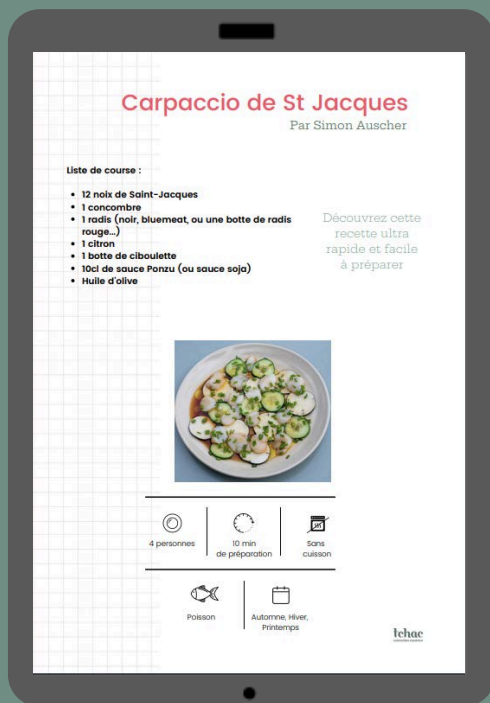 Carpaccio de St Jacques
Par Simon Auscher
Liste de course :
• 12 noix de Saint-Jacques
• 1 concombre
• 1 radis (noir, bluemeat, ou une botte de radis
rouge...)
• 1 citron
• 1 botte de ciboulette
• 10cl de sauce Ponzu (ou sauce soja)
• Huile d'olive
Découvrez cette
recette ultra
rapide et facile
à préparer
4 personnes
10 min
de préparation
Sans
cuisson
Poisson
Automne, Hiver,
Printemps
tchac